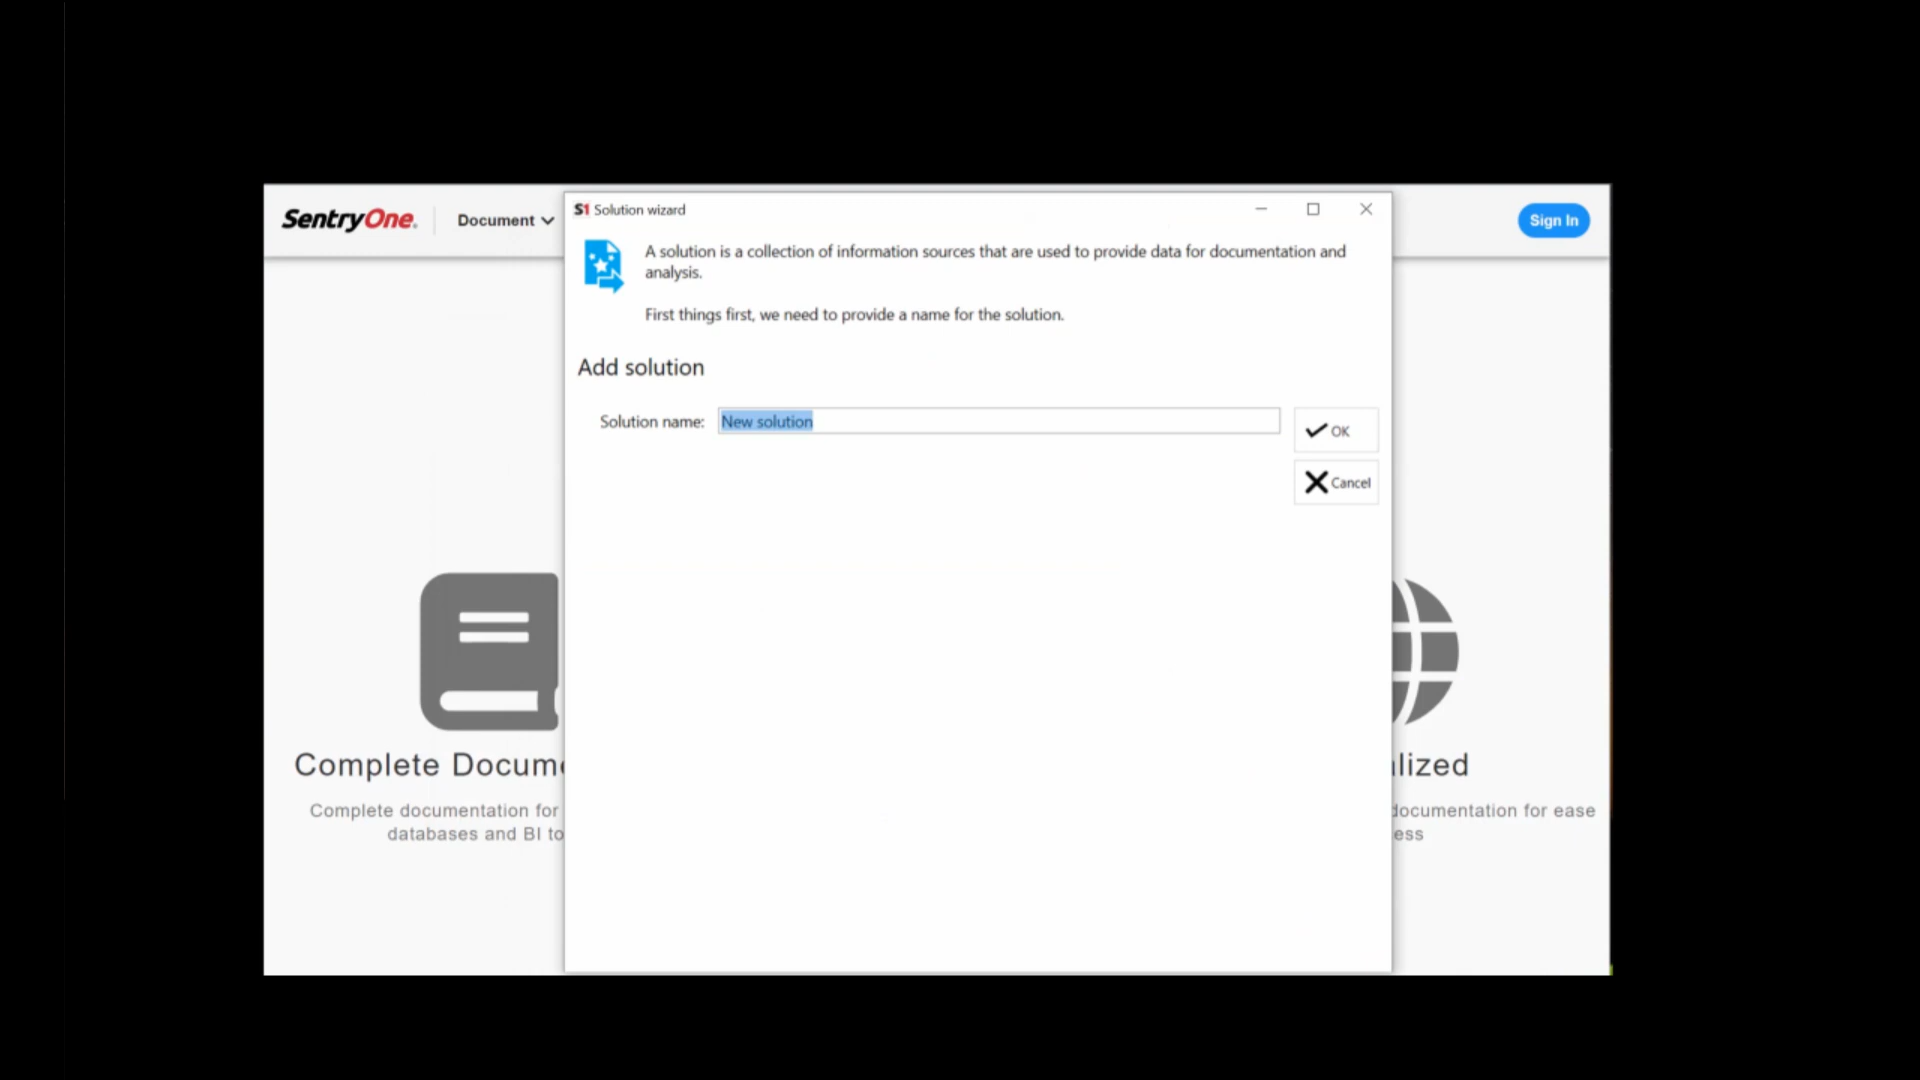 SentryOne.
Document
Sign In
S1 Solution wizard
A solution is a collection of information sources that are used to provide data for documentation and
analysis.
First things first, we need to provide a name for the solution.
Add solution
Solution name:
New solution
OK
Cancel
Complete Docum
Complete documentation for
databases and BI to
lized
documentation for ease
ess